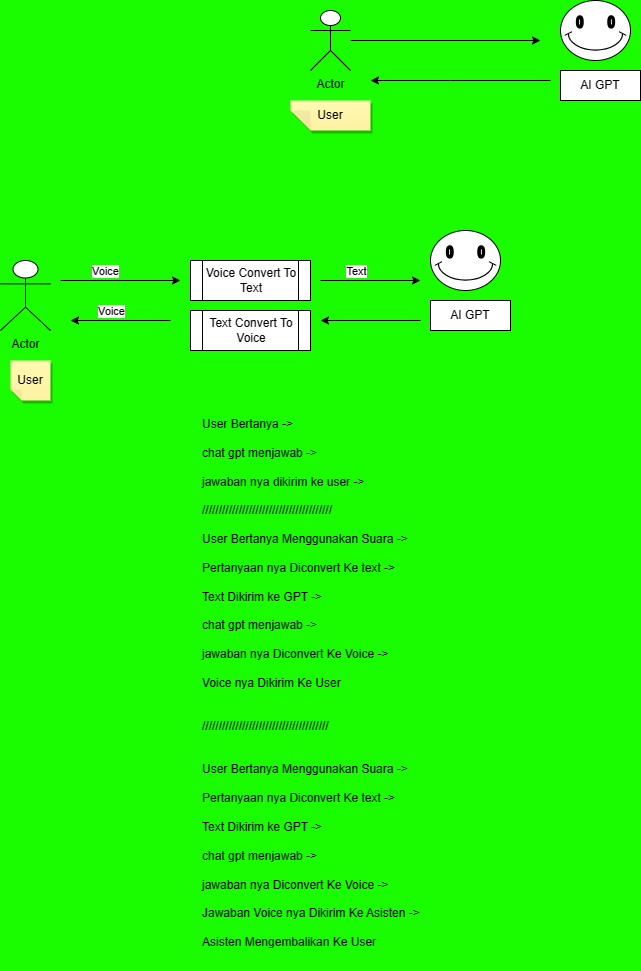 Actor
AI GPT
User
Voice
Voice Convert To
Text
Text
Voice
Text Convert To
Voice
AI GPT
Actor
User
User Bertanya ->
chat gpt menjawab ->
jawaban nya dikirim ke user ->
///////////////////////////////////////
User Bertanya Menggunakan Suara ->
Pertanyaan nya Diconvert Ke text ->
Text Dikirim ke GPT ->
chat gpt menjawab ->
jawaban nya Diconvert Ke Voice ->
Voice nya Dikirim Ke User
//////////////////////////////////////
User Bertanya Menggunakan Suara ->
Pertanyaan nya Diconvert Ke text ->
Text Dikirim ke GPT ->
chat gpt menjawab ->
jawaban nya Diconvert Ke Voice ->
Jawaban Voice nya Dikirim Ke Asisten ->
Asisten Mengembalikan Ke User